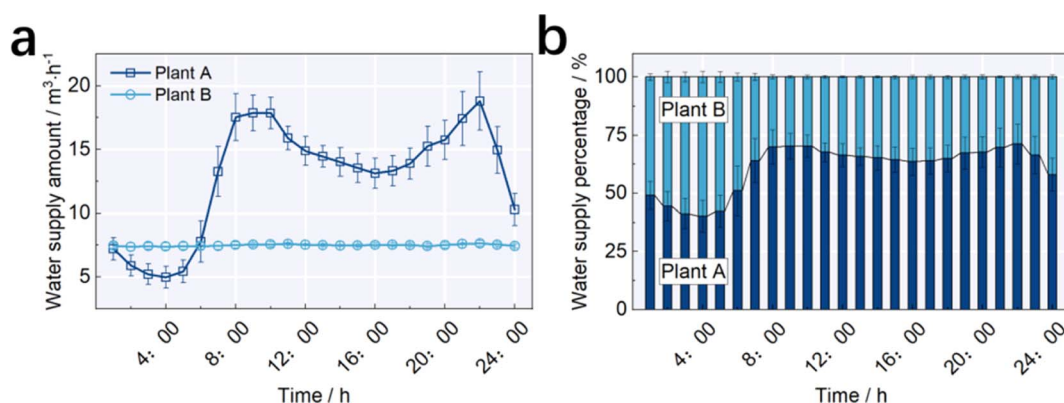 a
Water supply amount / m³·h⁻¹
Plant A
Plant B
20
15
10
5
4: 00
8: 00
12: 00
16: 00
20: 00
24: 00
Time / h
b
Water supply percentage / %
100
75
50
25
0
Plant B
Plant A
4: 00
8: 00
12: 00
16: 00
20: 00
24: 00
Time / h